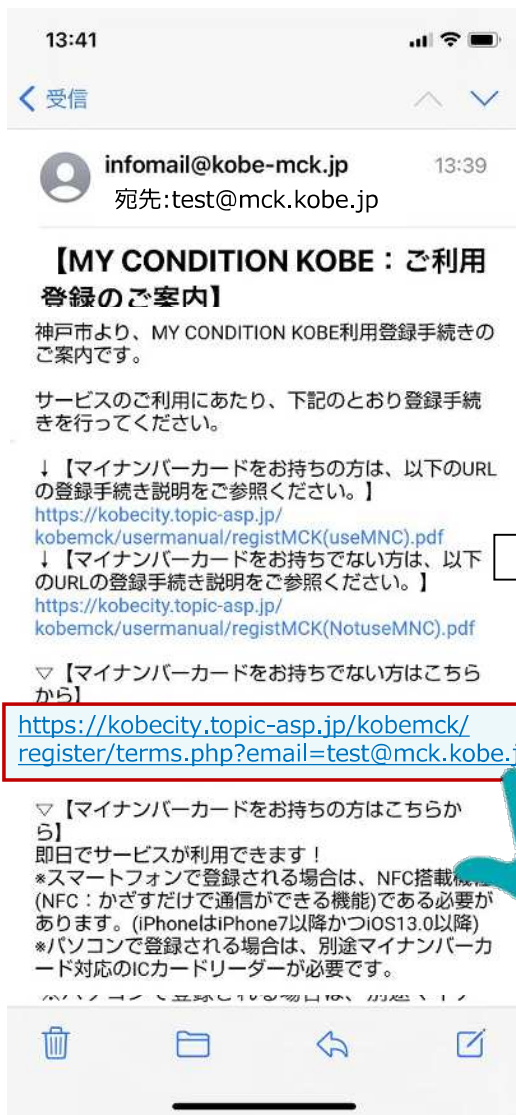 13:41
受信
infomail@kobe-mck.jp 13:39
宛先:test@mck.kobe.jp
【MY CONDITION KOBE：ご利用
登録のご案内】
神戸市より、MY CONDITION KOBE利用登録手続きの
ご案内です。
サービスのご利用にあたり、下記のとおり登録手続
きを行ってください。
↓【マイナンバーカードをお持ちの方は、以下のURL
の登録手続き説明をご参照ください。】
https://kobecity.topic-asp.jp/
kobemck/usermanual/registMCK(useMNC).pdf
↓【マイナンバーカードをお持ちでない方は、以下
のURLの登録手続き説明をご参照ください。】
https://kobecity.topic-asp.jp/
kobemck/usermanual/registMCK(NotuseMNC).pdf
▽【マイナンバーカードをお持ちでない方はこちら
から】
https://kobecity.topic-asp.jp/kobemck/
register/terms.php?email=test@mck.kobe.j
▽【マイナンバーカードをお持ちの方はこちらか
ら】
即日でサービスが利用できます！
*スマートフォンで登録される場合は、NFC搭載機種
(NFC：かざすだけで通信ができる機能)である必要が
あります。(iPhoneはiPhone7以降かつiOS13.0以降)
*パソコンで登録される場合は、別途マイナンバーカ
ード対応のICカードリーダーが必要です。